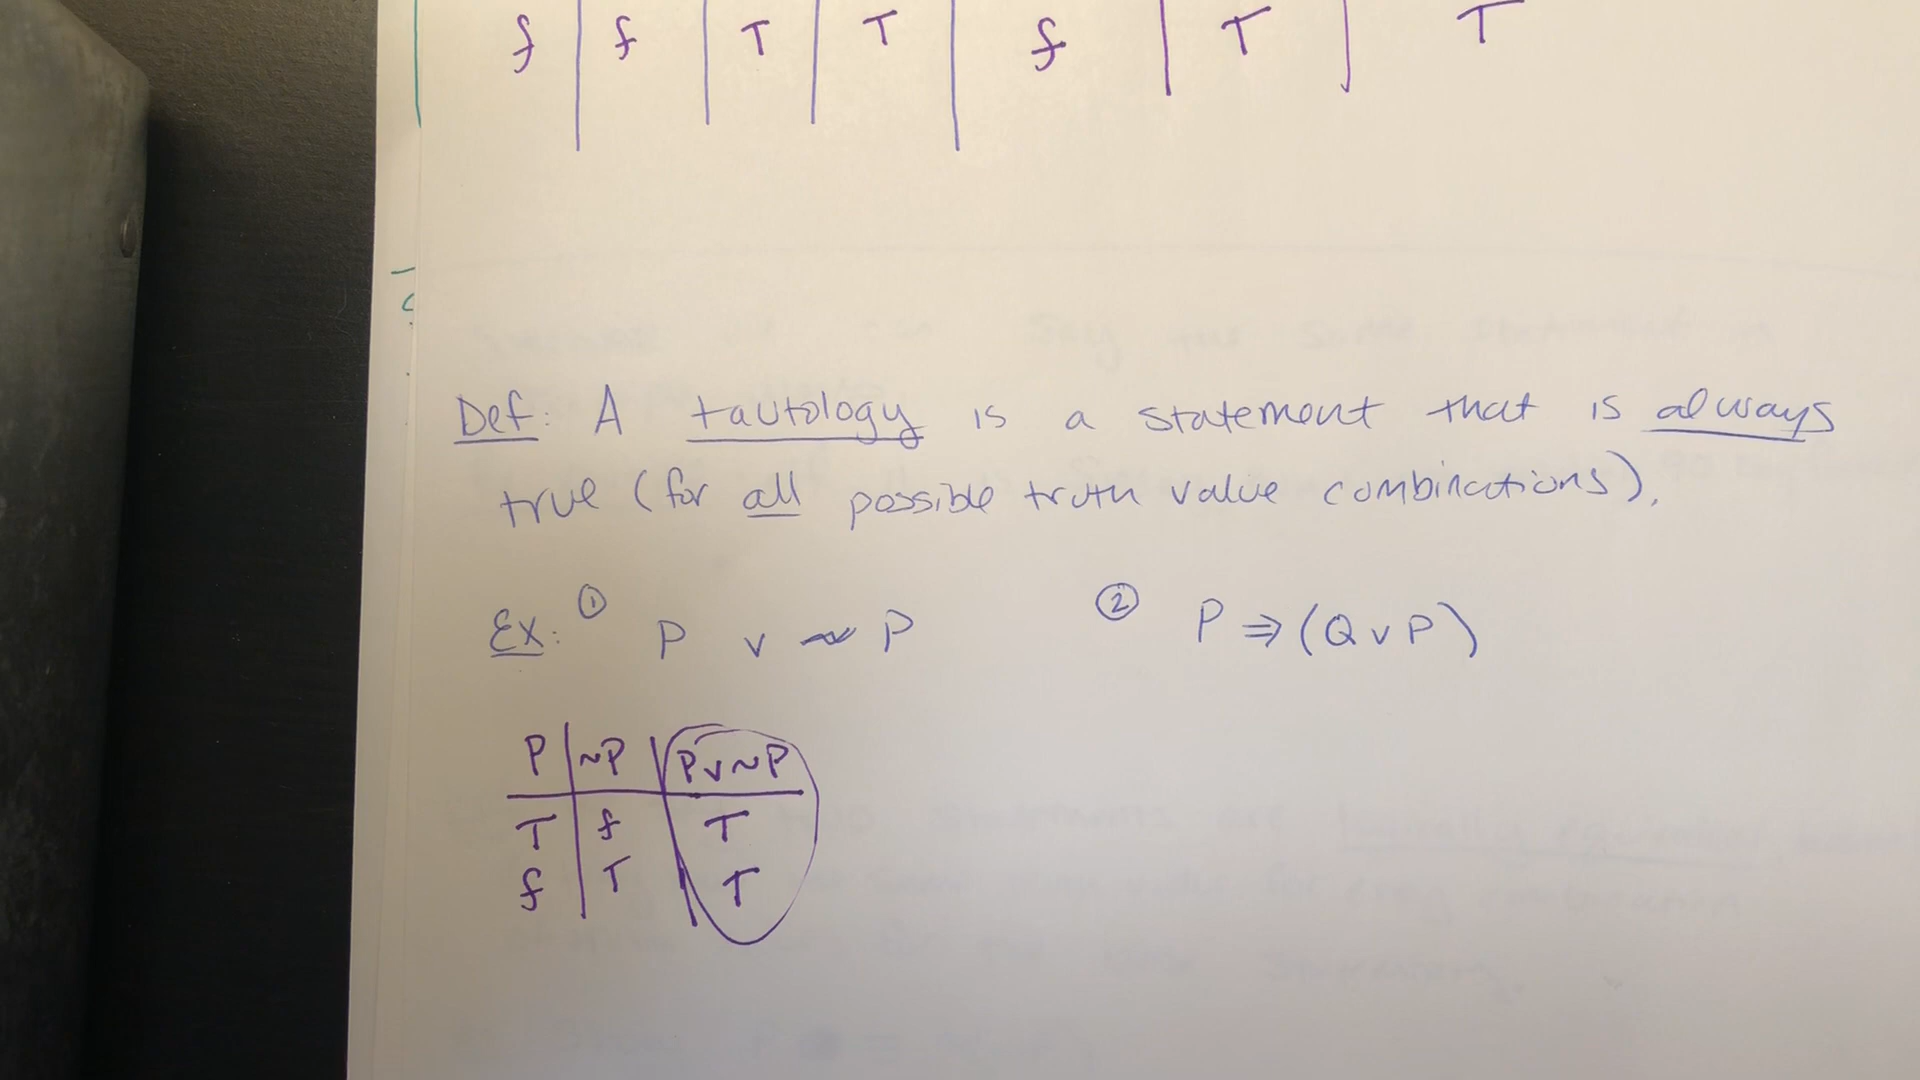 f | f | T | T | f | T | T
Def: A tautology is a statement that is always
true (for all possible truth value combinations).
Ex: ① P ∨ ~P ② P ⇒ (Q ∨ P)
P | ~P | P∨~P
T | f | T
f | T | T